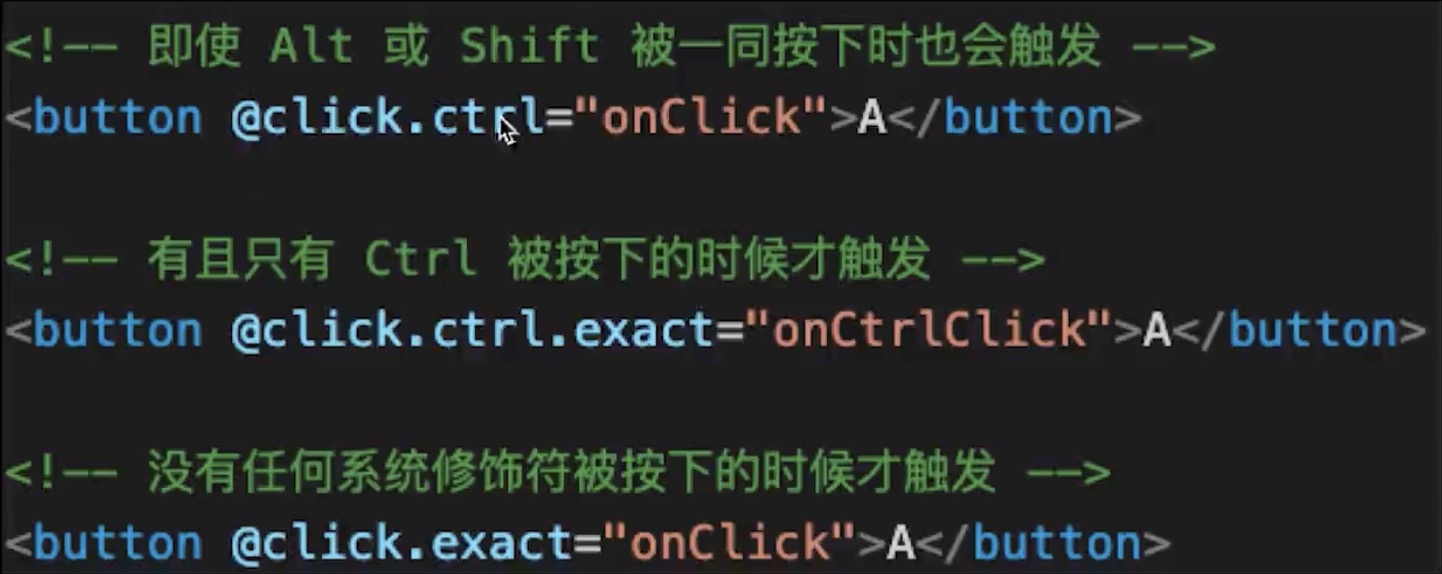 <!-- 即使 Alt 或 Shift 被一同按下时也会触发 -->
<button @click.ctrl="onClick">A</button>
<!-- 有且只有 Ctrl 被按下的时候才触发 -->
<button @click.ctrl.exact="onCtrlClick">A</button>
<!-- 没有任何系统修饰符被按下的时候才触发 -->
<button @click.exact="onClick">A</button>